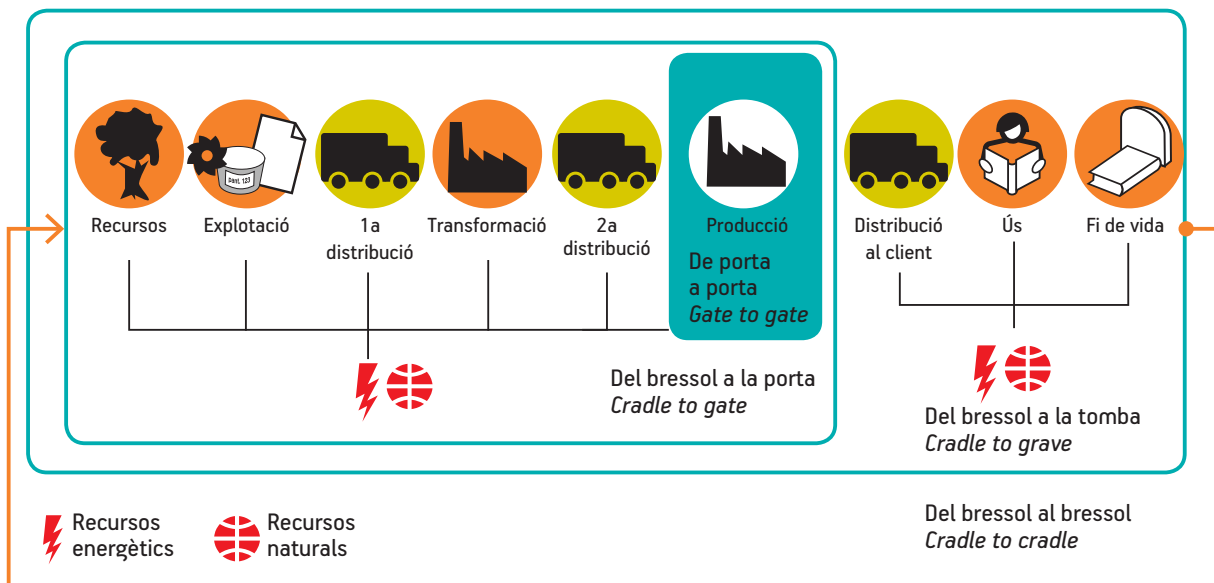 pant. 123
Recursos
Explotació
1a
distribució
Transformació
2a
distribució
Producció
De porta
a porta
Gate to gate
Distribució
al client
Ús
Fi de vida
Del bressol a la porta
Cradle to gate
Del bressol a la tomba
Cradle to grave
Recursos
energètics
Recursos
naturals
Del bressol al bressol
Cradle to cradle